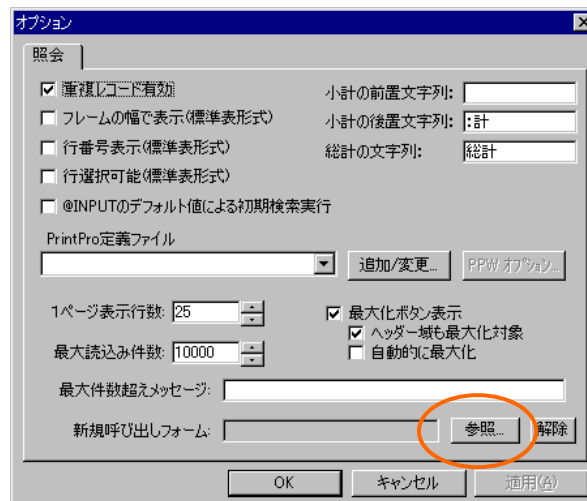 オプション
照会
重複レコード有効
小計の前置文字列:
フレームの幅で表示(標準表形式)
小計の後置文字列: :計
行番号表示(標準表形式)
総計の文字列: 総計
行選択可能(標準表形式)
@INPUTのデフォルト値による初期検索実行
PrintPro定義ファイル
追加/変更... PPW オプション...
1ページ表示行数: 25
最大化ボタン表示
ヘッダー域も最大化対象
最大読込み件数: 10000
自動的に最大化
最大件数超えメッセージ:
新規呼び出しフォーム: 参照... 解除
OK キャンセル 適用(A)